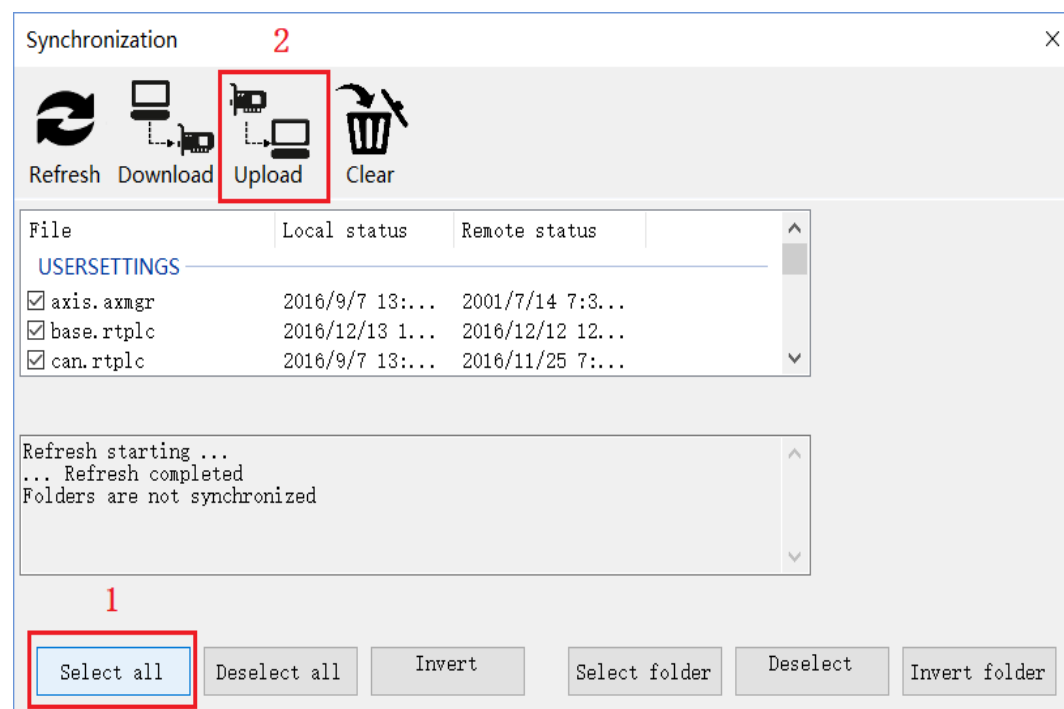 Synchronization 2
Refresh Download Upload Clear
File Local status Remote status
USERSETTINGS
axis.axmgr 2016/9/7 13:... 2001/7/14 7:3...
base.rtplc 2016/12/13 1... 2016/12/12 12...
can.rtplc 2016/9/7 13:... 2016/11/25 7:...
Refresh starting ...
... Refresh completed
Folders are not synchronized
1
Select all Deselect all Invert Select folder Deselect Invert folder